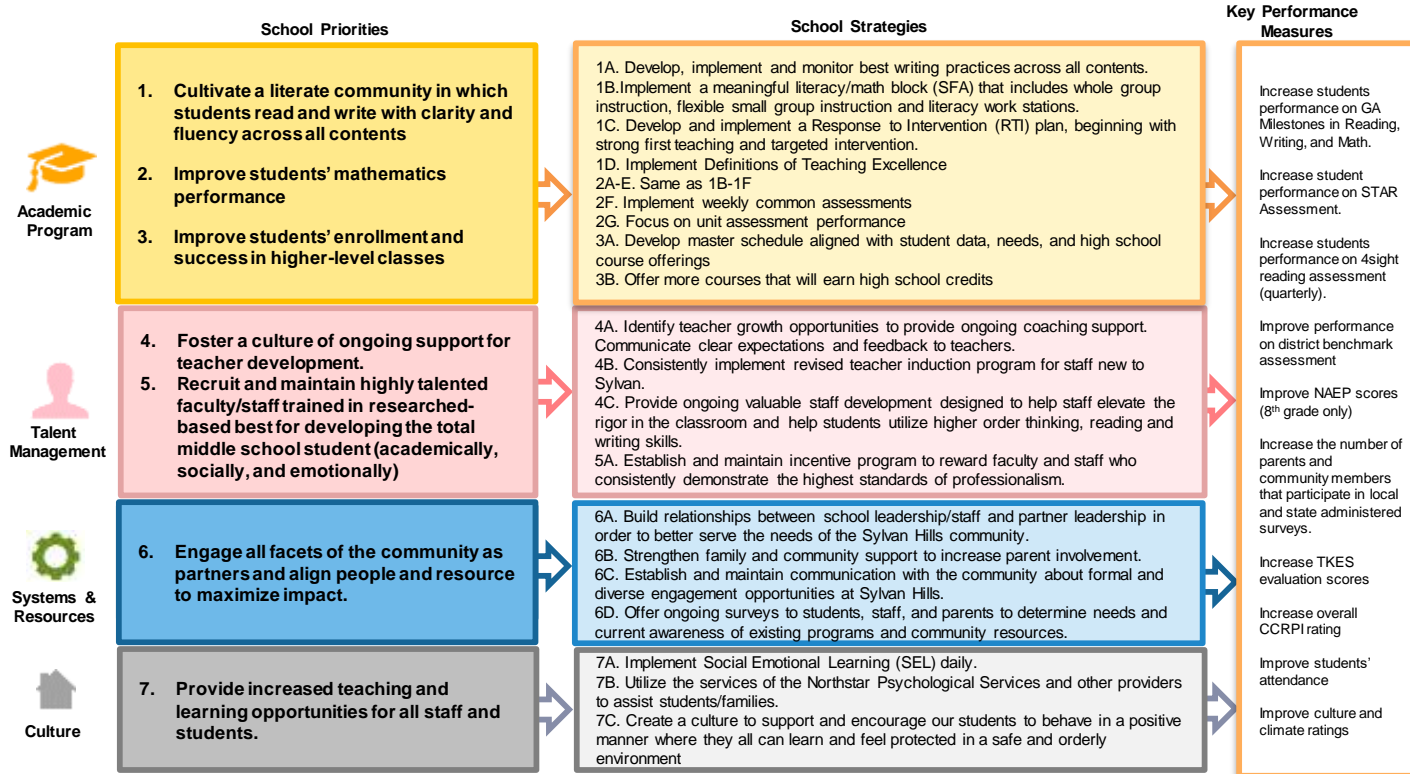 School Priorities
School Strategies
Key Performance
Measures
Academic
Program
1. Cultivate a literate community in which
students read and write with clarity and
fluency across all contents
2. Improve students' mathematics
performance
3. Improve students' enrollment and
success in higher-level classes
1A. Develop, implement and monitor best writing practices across all contents.
1B.Implement a meaningful literacy/math block (SFA) that includes whole group
instruction, flexible small group instruction and literacy work stations.
1C. Develop and implement a Response to Intervention (RTI) plan, beginning with
strong first teaching and targeted intervention.
1D. Implement Definitions of Teaching Excellence
2A-E. Same as 1B-1F
2F. Implement weekly common assessments
2G. Focus on unit assessment performance
3A. Develop master schedule aligned with student data, needs, and high school
course offerings
3B. Offer more courses that will earn high school credits
Talent
Management
4. Foster a culture of ongoing support for
teacher development.
5. Recruit and maintain highly talented
faculty/staff trained in researched-
based best for developing the total
middle school student (academically,
socially, and emotionally)
4A. Identify teacher growth opportunities to provide ongoing coaching support.
Communicate clear expectations and feedback to teachers.
4B. Consistently implement revised teacher induction program for staff new to
Sylvan.
4C. Provide ongoing valuable staff development designed to help staff elevate the
rigor in the classroom and help students utilize higher order thinking, reading and
writing skills.
5A. Establish and maintain incentive program to reward faculty and staff who
consistently demonstrate the highest standards of professionalism.
Systems &
Resources
6. Engage all facets of the community as
partners and align people and resource
to maximize impact.
6A. Build relationships between school leadership/staff and partner leadership in
order to better serve the needs of the Sylvan Hills community.
6B. Strengthen family and community support to increase parent involvement.
6C. Establish and maintain communication with the community about formal and
diverse engagement opportunities at Sylvan Hills.
6D. Offer ongoing surveys to students, staff, and parents to determine needs and
current awareness of existing programs and community resources.
Culture
7. Provide increased teaching and
learning opportunities for all staff and
students.
7A. Implement Social Emotional Learning (SEL) daily.
7B. Utilize the services of the Northstar Psychological Services and other providers
to assist students/families.
7C. Create a culture to support and encourage our students to behave in a positive
manner where they all can learn and feel protected in a safe and orderly
environment
Increase students
performance on GA
Milestones in Reading,
Writing, and Math.
Increase student
performance on STAR
Assessment.
Increase students
performance on 4sight
reading assessment
(quarterly).
Improve performance
on district benchmark
assessment
Improve NAEP scores
(8th grade only)
Increase the number of
parents and
community members
that participate in local
and state administered
surveys.
Increase TKES
evaluation scores
Increase overall
CCRPI rating
Improve students'
attendance
Improve culture and
climate ratings